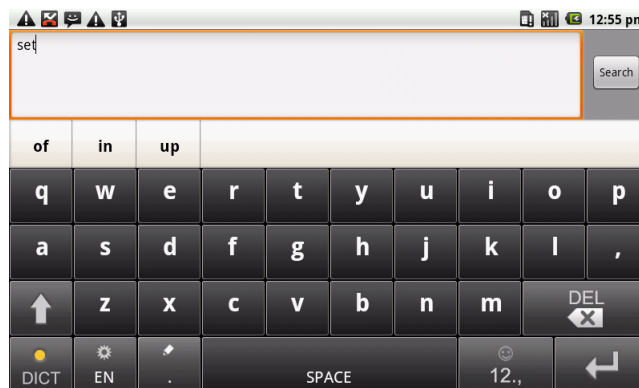 12:55 pm
set
Search
of in up
q w e r t y u i o p
a s d f g h j k l ,
z x c v b n m DEL
DICT EN . SPACE 12.,